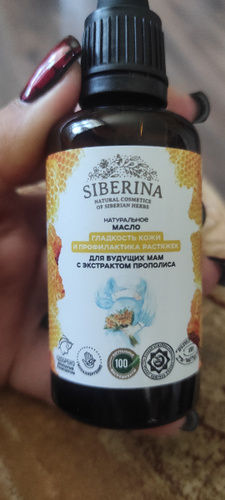 SIBERINA
NATURAL COSMETICS
OF SIBERIAN HERBS
НАТУРАЛЬНОЕ
МАСЛО
ГЛАДКОСТЬ КОЖИ
И ПРОФИЛАКТИКА РАСТЯЖЕК
ДЛЯ БУДУЩИХ МАМ
С ЭКСТРАКТОМ ПРОПОЛИСА
100